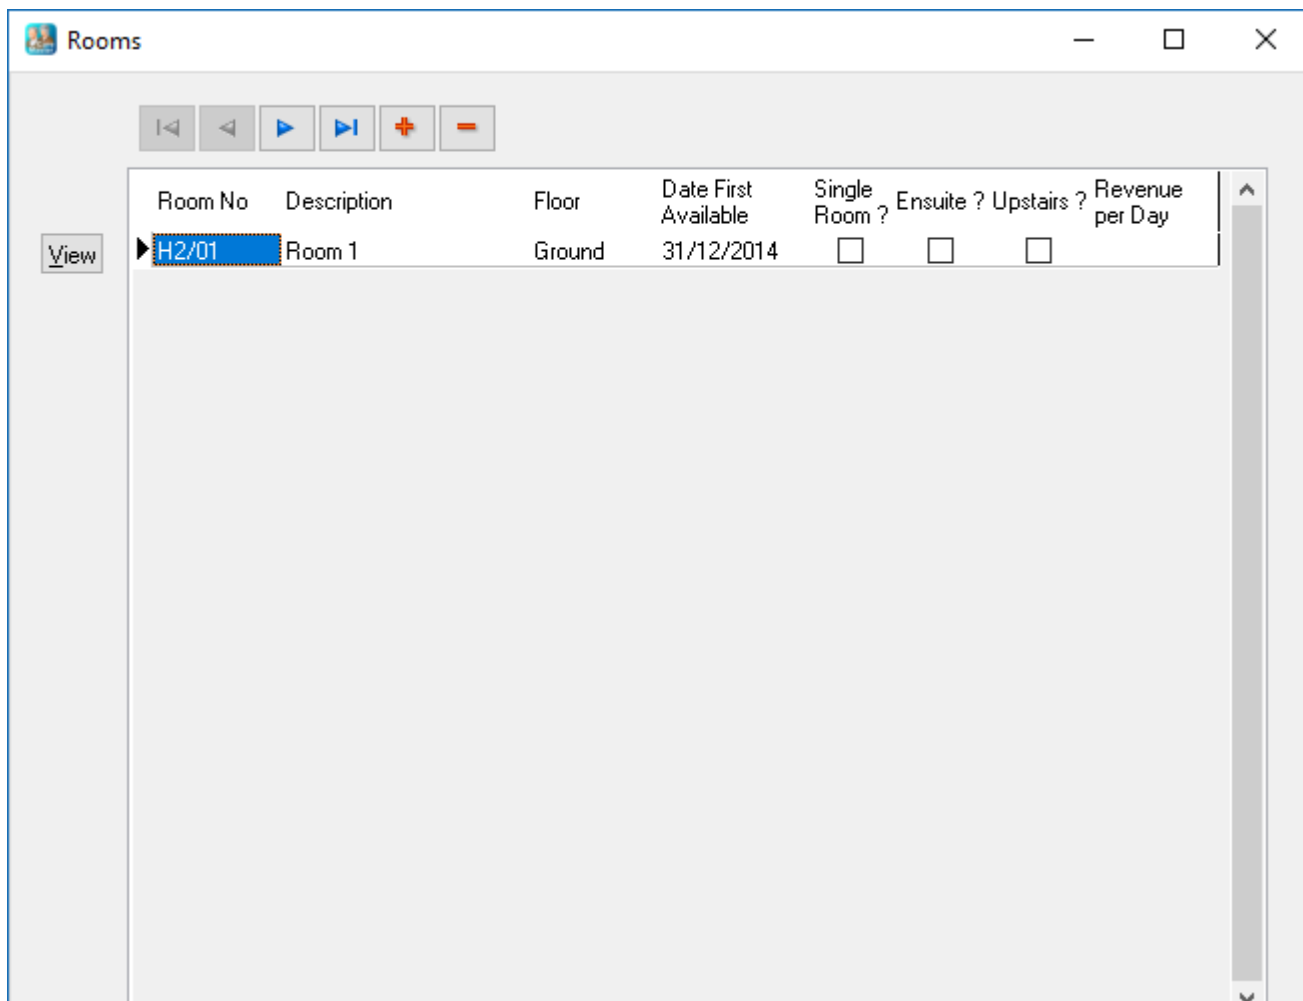 Rooms
Room No Description Floor Date First Available Single Room ? Ensuite ? Upstairs ? Revenue per Day
View
H2/01 Room 1 Ground 31/12/2014